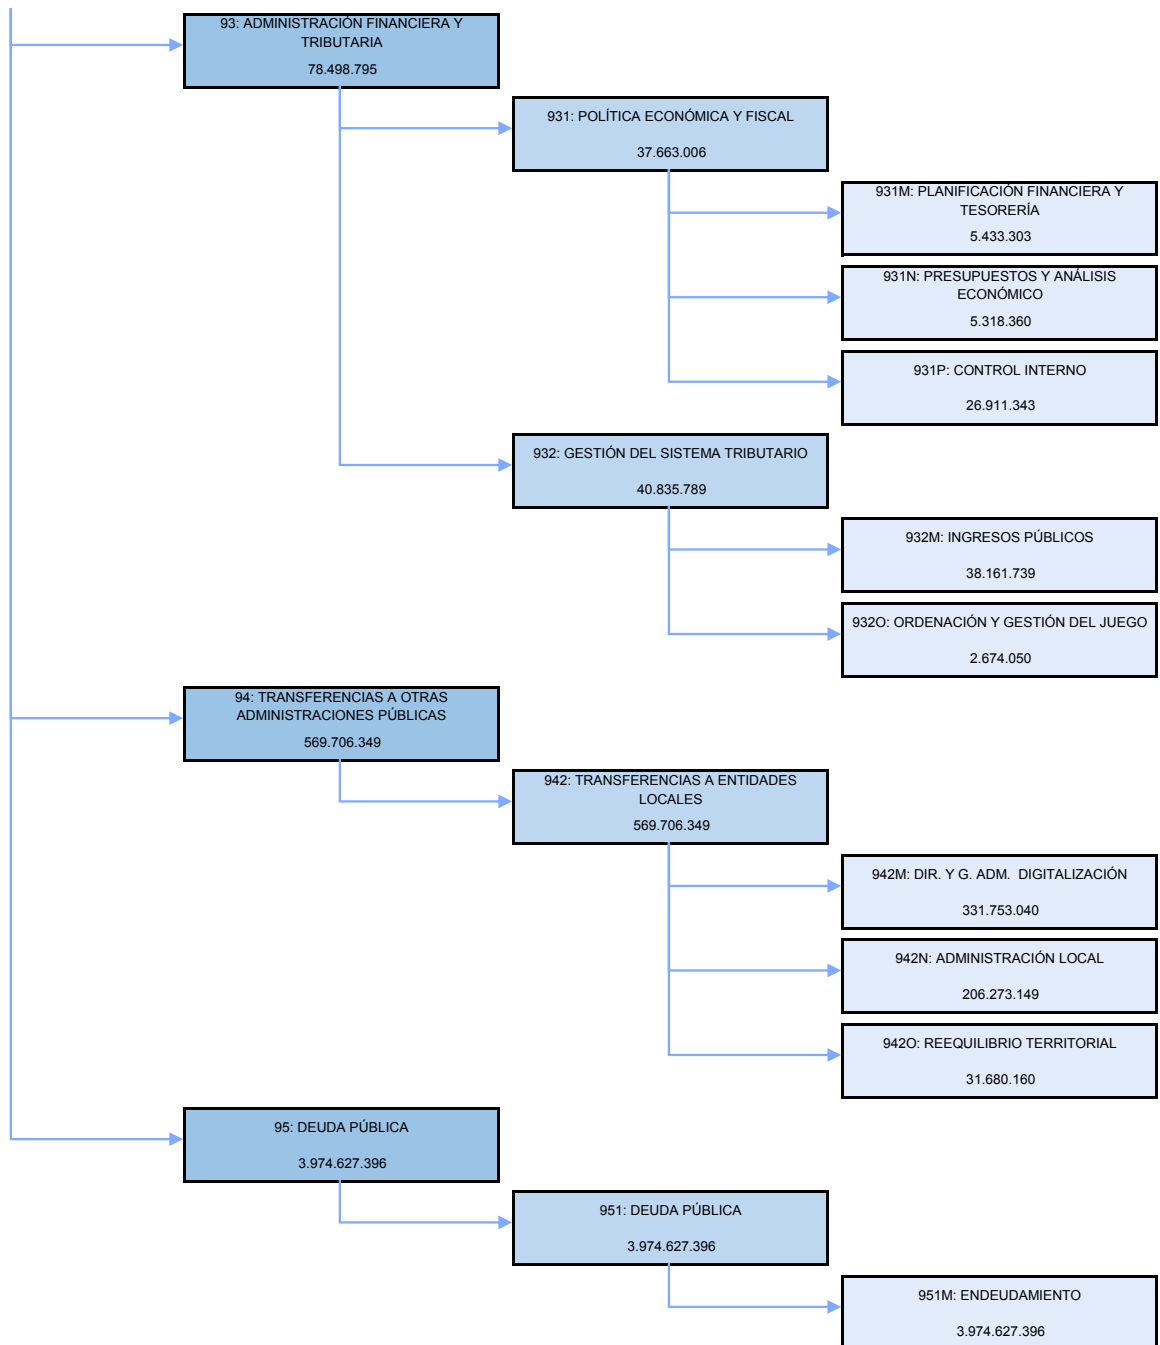 93: ADMINISTRACIÓN FINANCIERA Y
TRIBUTARIA
78.498.795
931: POLÍTICA ECONÓMICA Y FISCAL
37.663.006
931M: PLANIFICACIÓN FINANCIERA Y
TESORERÍA
5.433.303
931N: PRESUPUESTOS Y ANÁLISIS
ECONÓMICO
5.318.360
931P: CONTROL INTERNO
26.911.343
932: GESTIÓN DEL SISTEMA TRIBUTARIO
40.835.789
932M: INGRESOS PÚBLICOS
38.161.739
932O: ORDENACIÓN Y GESTIÓN DEL JUEGO
2.674.050
94: TRANSFERENCIAS A OTRAS
ADMINISTRACIONES PÚBLICAS
569.706.349
942: TRANSFERENCIAS A ENTIDADES
LOCALES
569.706.349
942M: DIR. Y G. ADM.  DIGITALIZACIÓN
331.753.040
942N: ADMINISTRACIÓN LOCAL
206.273.149
942O: REEQUILIBRIO TERRITORIAL
31.680.160
95: DEUDA PÚBLICA
3.974.627.396
951: DEUDA PÚBLICA
3.974.627.396
951M: ENDEUDAMIENTO
3.974.627.396